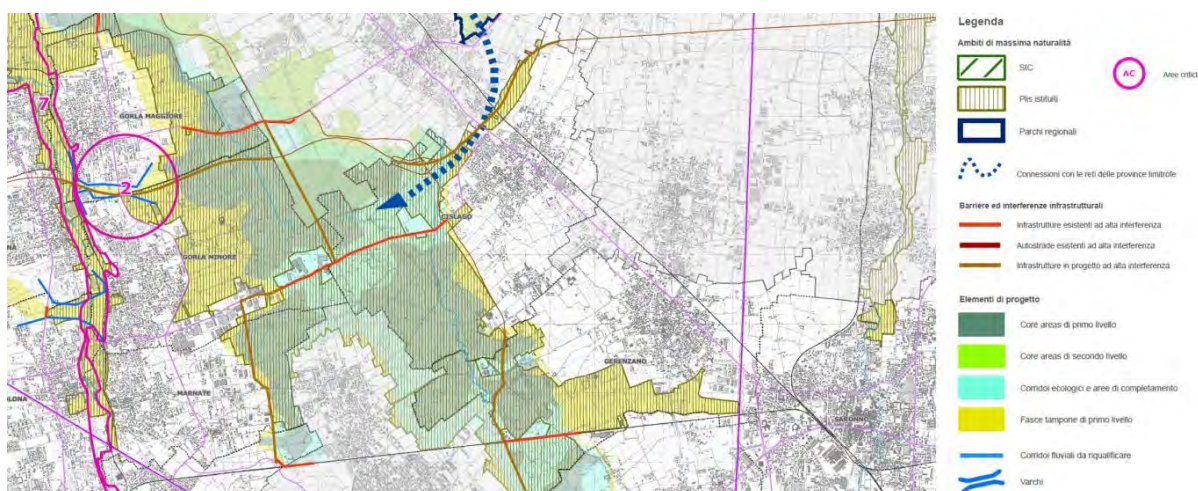 GORLA MAGGIORE
7
2
CISLAGO
GORLA MINORE
GERENZANO
MARNATE
SARONNO
Legenda
Ambiti di massima naturalità
SIC
AC
Plis istituiti
Parchi regionali
Connessioni con le reti delle province limitrofe
Barriere ed interferenze infrastrutturali
Infrastrutture esistenti ad alta interferenza
Autostrade esistenti ad alta interferenza
Infrastrutture in progetto ad alta interferenza
Elementi di progetto
Core areas di primo livello
Core areas di secondo livello
Corridoi ecologici e aree di completamento
Fasce tampone di primo livello
Corridoi fluviali da riqualificare
Varchi
Aree critici